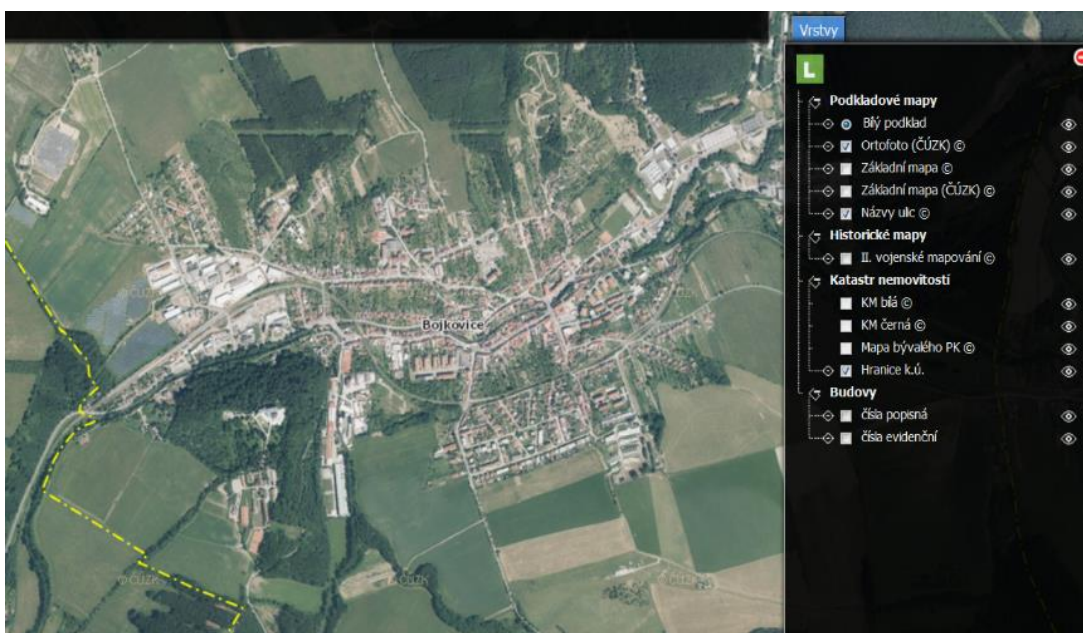 Vrstvy
L
Podkladové mapy
Bílý podklad
Ortofoto (ČÚZK) ©
Základní mapa ©
Základní mapa (ČÚZK) ©
Názvy ulic ©
Historické mapy
II. vojenské mapování ©
Katastr nemovitostí
KM bílá ©
KM černá ©
Mapa bývalého PK ©
Hranice k.ú.
Budovy
čísla popisná
čísla evidenční
Bojkovice
© ČÚZK
© ČÚZK
© ČÚZK